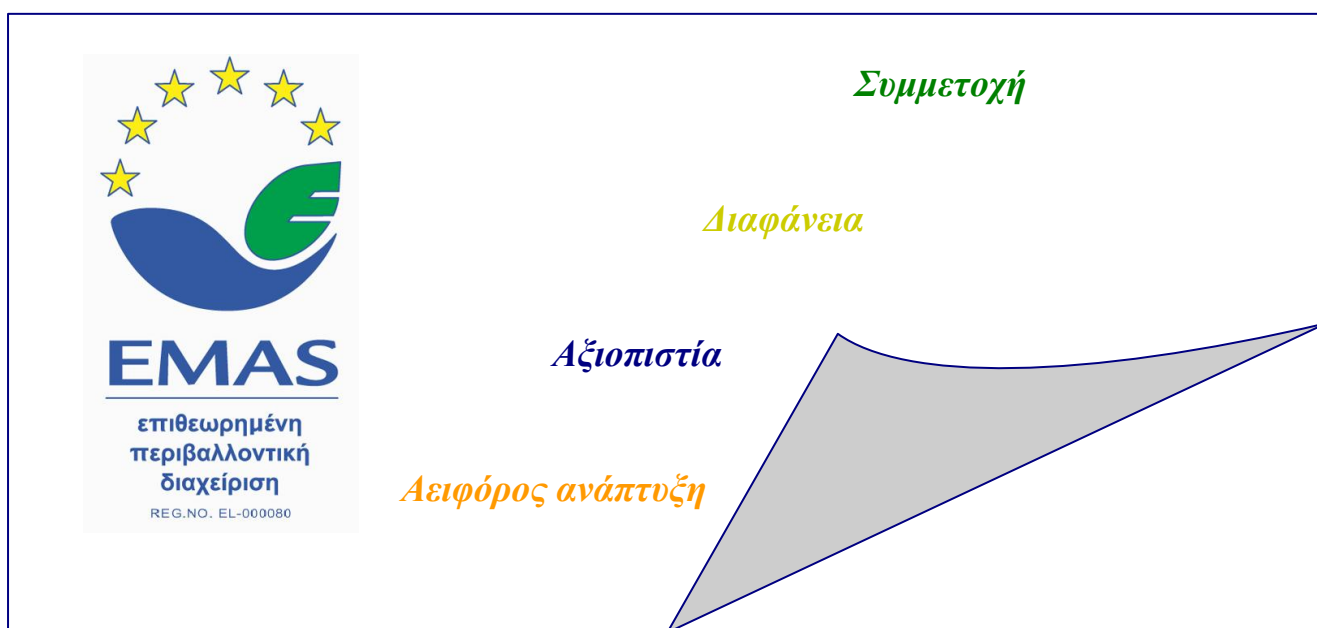 Συμμετοχή
Διαφάνεια
Αξιοπιστία
Αειφόρος ανάπτυξη
EMAS
επιθεωρημένη
περιβαλλοντική
διαχείριση
REG.NO. EL-000080